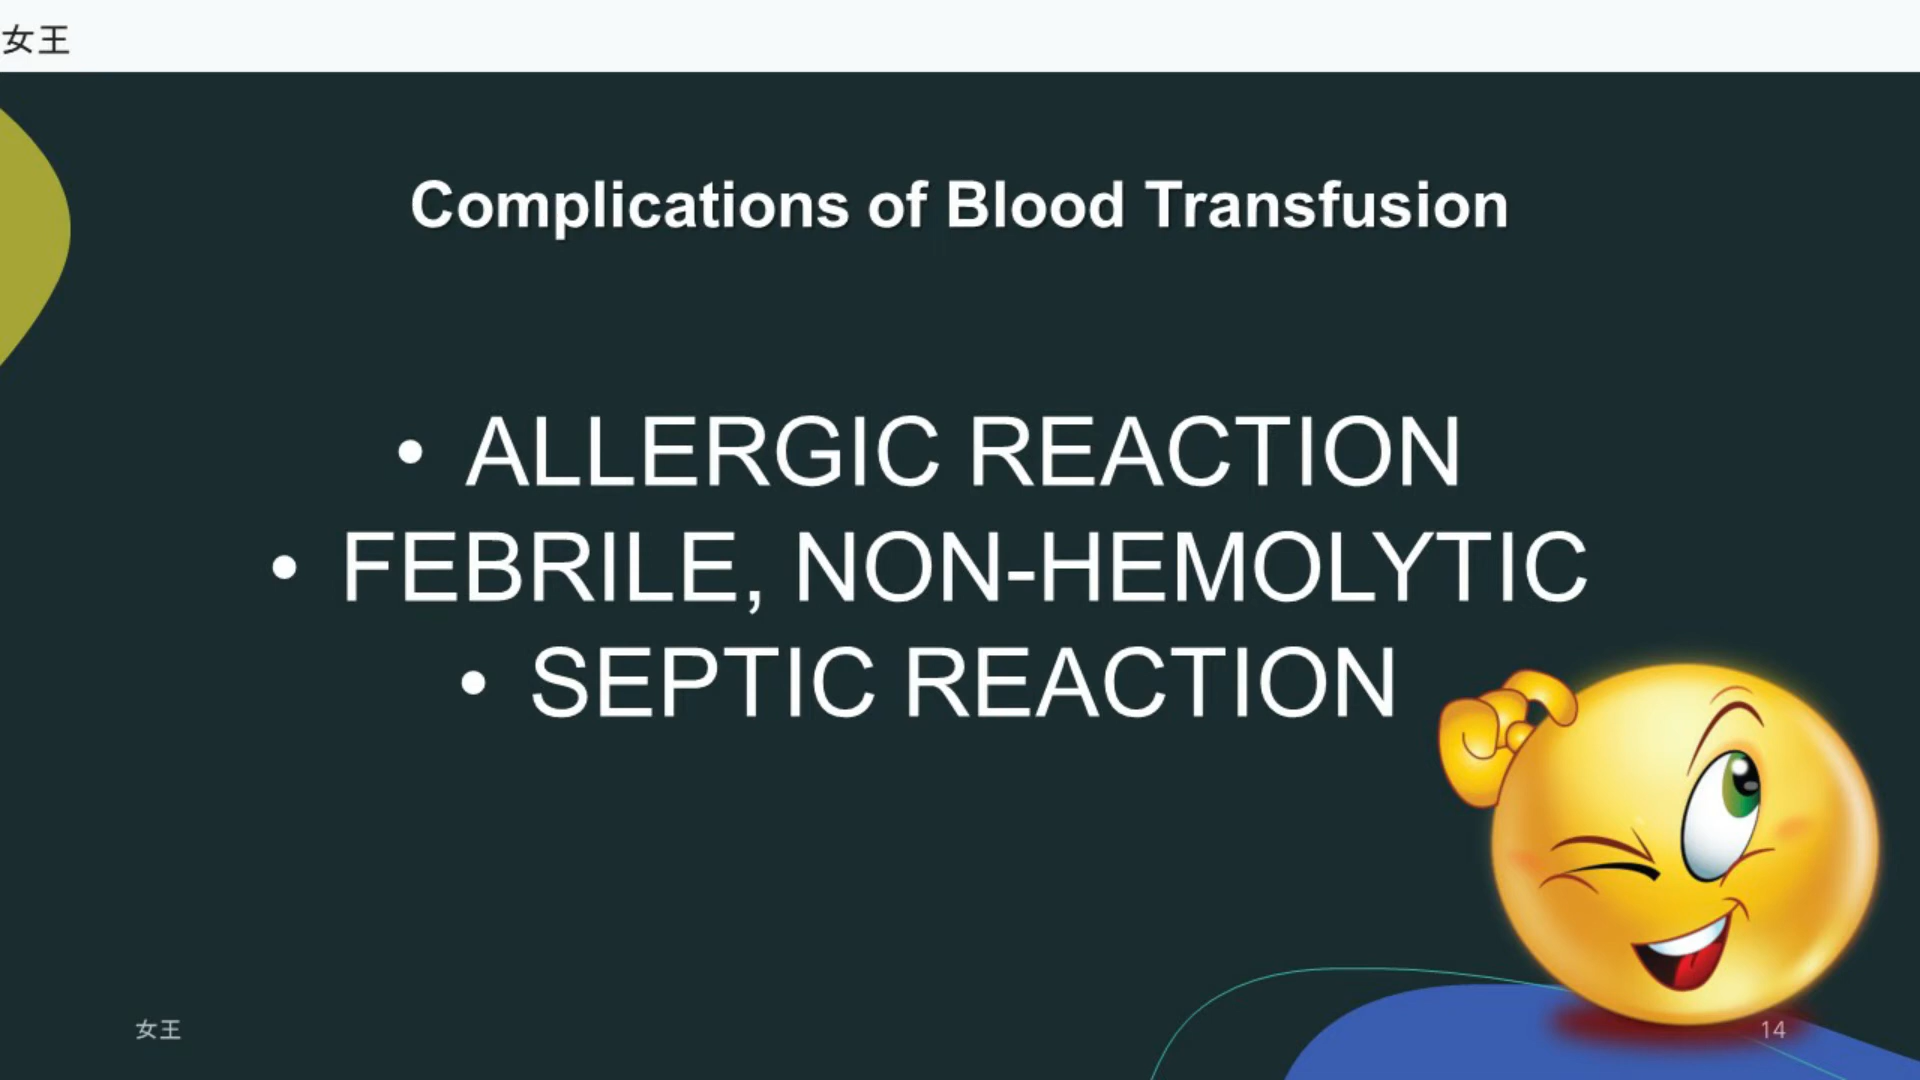 女王
Complications of Blood Transfusion
• ALLERGIC REACTION
• FEBRILE, NON-HEMOLYTIC
• SEPTIC REACTION
女王
14